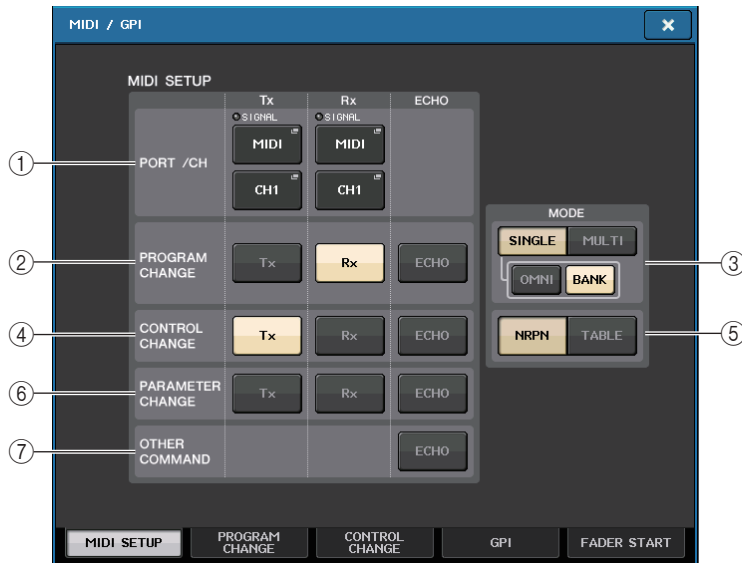 MIDI / GPI
MIDI SETUP
Tx Rx ECHO
SIGNAL SIGNAL
① PORT /CH
MIDI MIDI
CH1 CH1
MODE
SINGLE MULTI
② PROGRAM CHANGE Tx Rx ECHO
OMNI BANK ③
④ CONTROL CHANGE Tx Rx ECHO
NRPN TABLE ⑤
⑥ PARAMETER CHANGE Tx Rx ECHO
⑦ OTHER COMMAND ECHO
MIDI SETUP PROGRAM CHANGE CONTROL CHANGE GPI FADER START